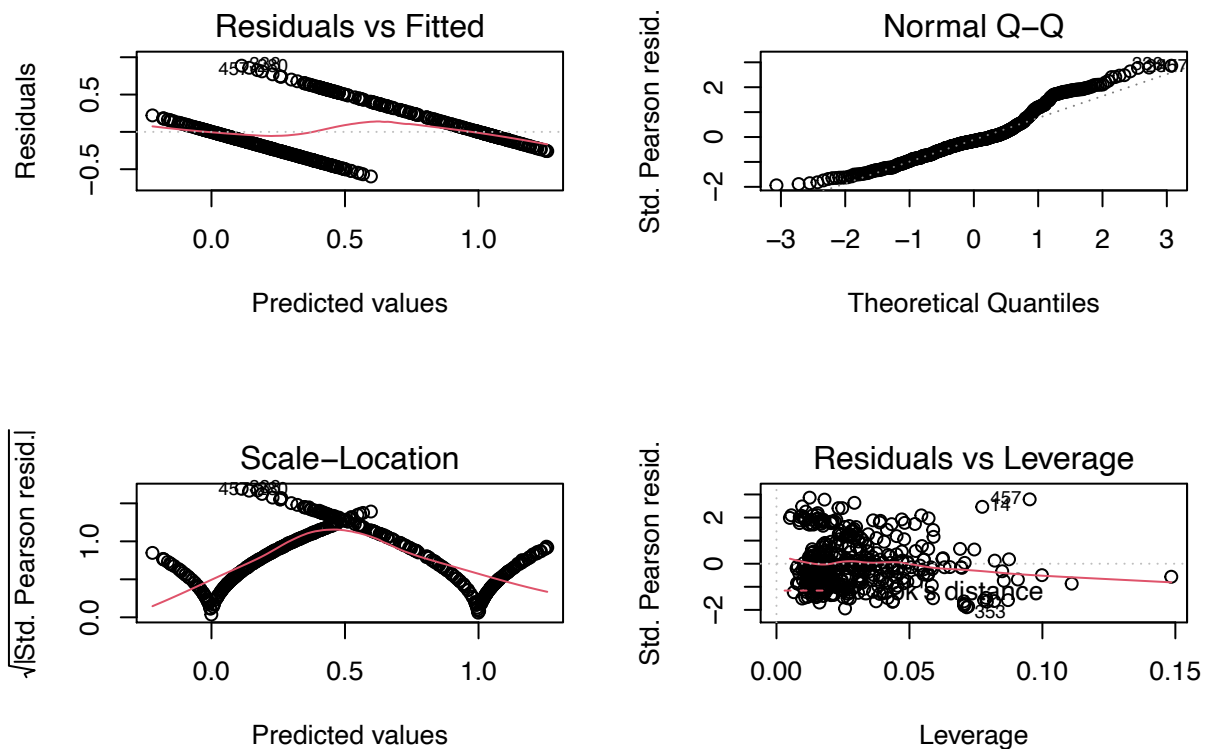 Residuals vs Fitted
Residuals
0.5
−0.5
457
0.0
0.5
1.0
Predicted values
Normal Q−Q
Std. Pearson resid.
2
0
−2
−3
−2
−1
0
1
2
3
Theoretical Quantiles
Scale−Location
√|Std. Pearson resid.|
1.0
0.0
457
0.0
0.5
1.0
Predicted values
Residuals vs Leverage
Std. Pearson resid.
2
0
−2
457
14
distance
353
0.00
0.05
0.10
0.15
Leverage